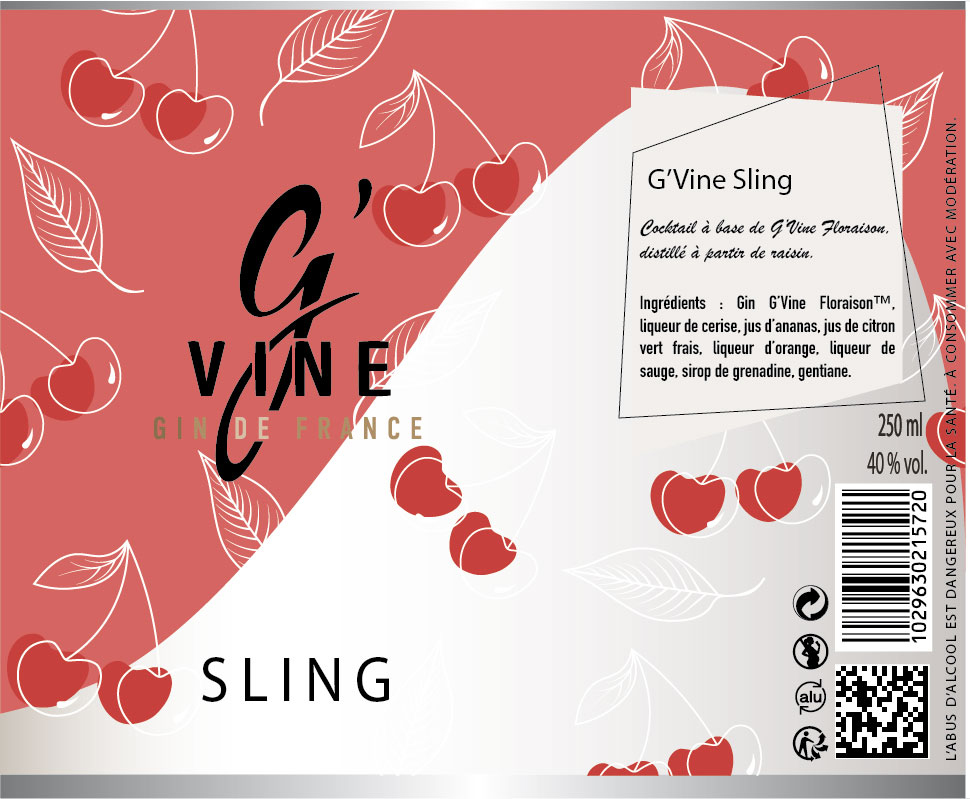 G'
VINE
GIN DE FRANCE
SLING
G'Vine Sling
Cocktail à base de G'Vine Floraison,
distillé à partir de raisin.
Ingrédients : Gin G'Vine Floraison™,
liqueur de cerise, jus d'ananas, jus de citron
vert frais, liqueur d'orange, liqueur de
sauge, sirop de grenadine, gentiane.
250 ml
40 % vol.
1029630215720
alu
L'ABUS D'ALCOOL EST DANGEREUX POUR LA SANTÉ. À CONSOMMER AVEC MODÉRATION.